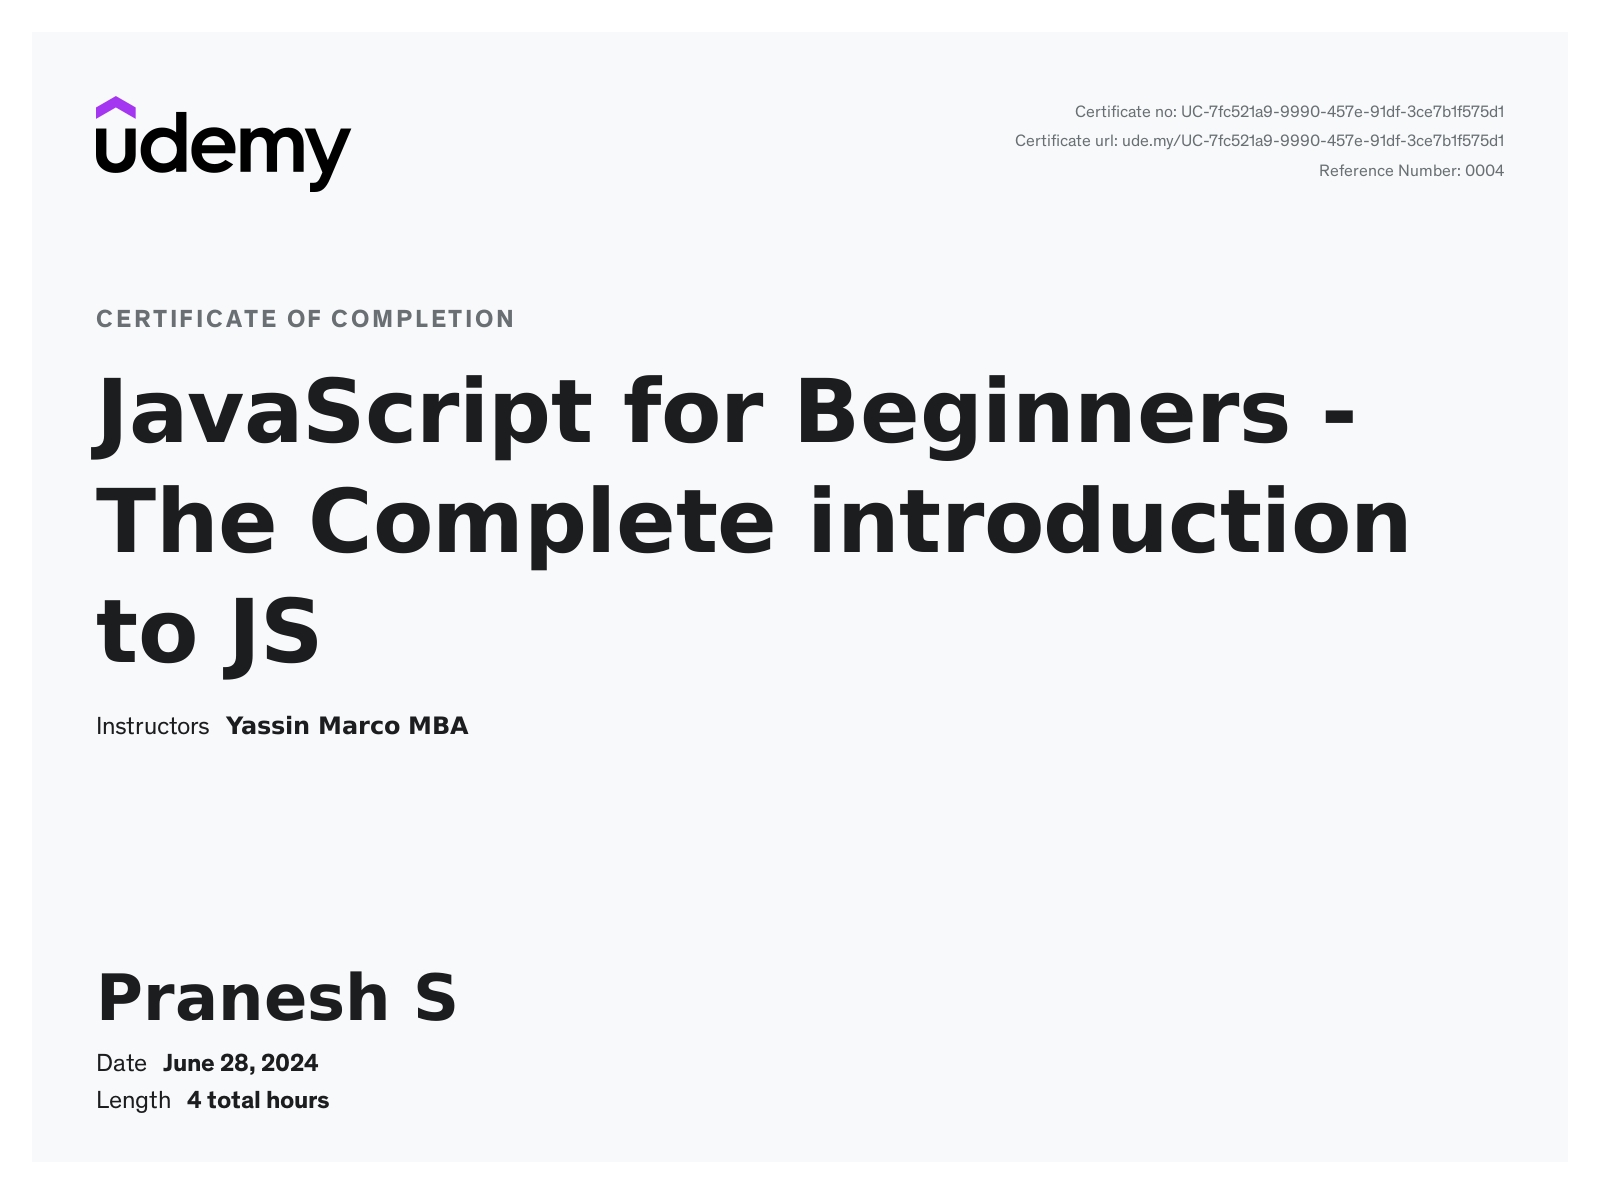 udemy
Certificate no: UC-7fc521a9-9990-457e-91df-3ce7b1f575d1
Certificate url: ude.my/UC-7fc521a9-9990-457e-91df-3ce7b1f575d1
Reference Number: 0004
CERTIFICATE OF COMPLETION
JavaScript for Beginners -
The Complete introduction
to JS
Instructors Yassin Marco MBA
Pranesh S
Date June 28, 2024
Length 4 total hours